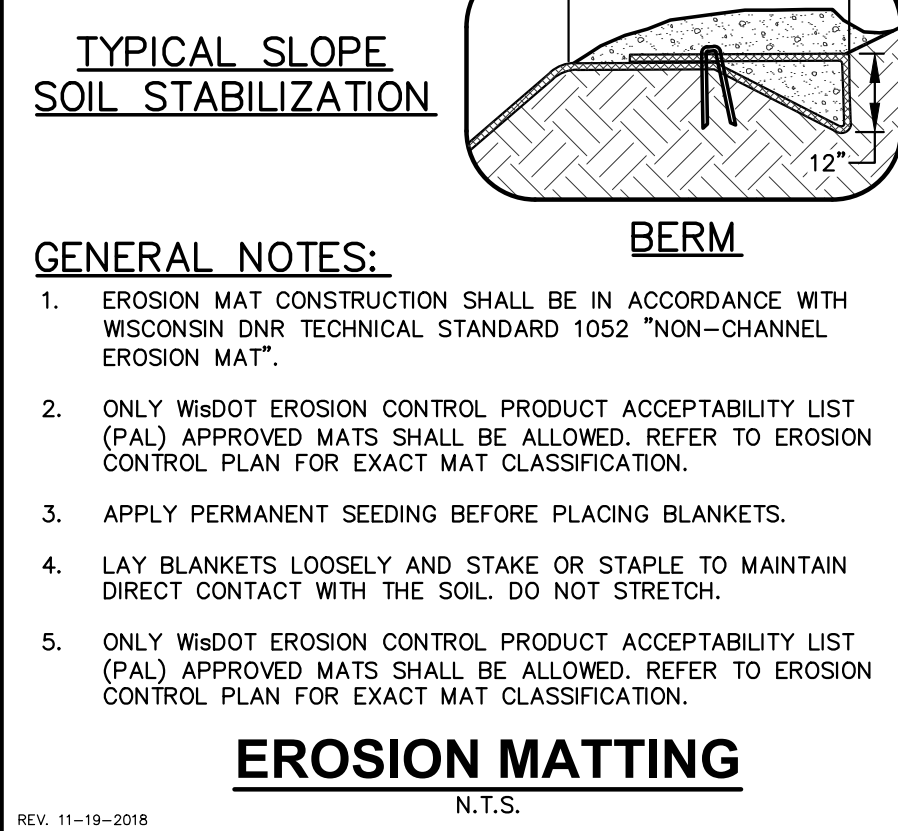 TYPICAL SLOPE
SOIL STABILIZATION
12"
BERM
GENERAL NOTES:
1. EROSION MAT CONSTRUCTION SHALL BE IN ACCORDANCE WITH
WISCONSIN DNR TECHNICAL STANDARD 1052 "NON-CHANNEL
EROSION MAT".
2. ONLY WisDOT EROSION CONTROL PRODUCT ACCEPTABILITY LIST
(PAL) APPROVED MATS SHALL BE ALLOWED. REFER TO EROSION
CONTROL PLAN FOR EXACT MAT CLASSIFICATION.
3. APPLY PERMANENT SEEDING BEFORE PLACING BLANKETS.
4. LAY BLANKETS LOOSELY AND STAKE OR STAPLE TO MAINTAIN
DIRECT CONTACT WITH THE SOIL. DO NOT STRETCH.
5. ONLY WisDOT EROSION CONTROL PRODUCT ACCEPTABILITY LIST
(PAL) APPROVED MATS SHALL BE ALLOWED. REFER TO EROSION
CONTROL PLAN FOR EXACT MAT CLASSIFICATION.
EROSION MATTING
N.T.S.
REV. 11-19-2018